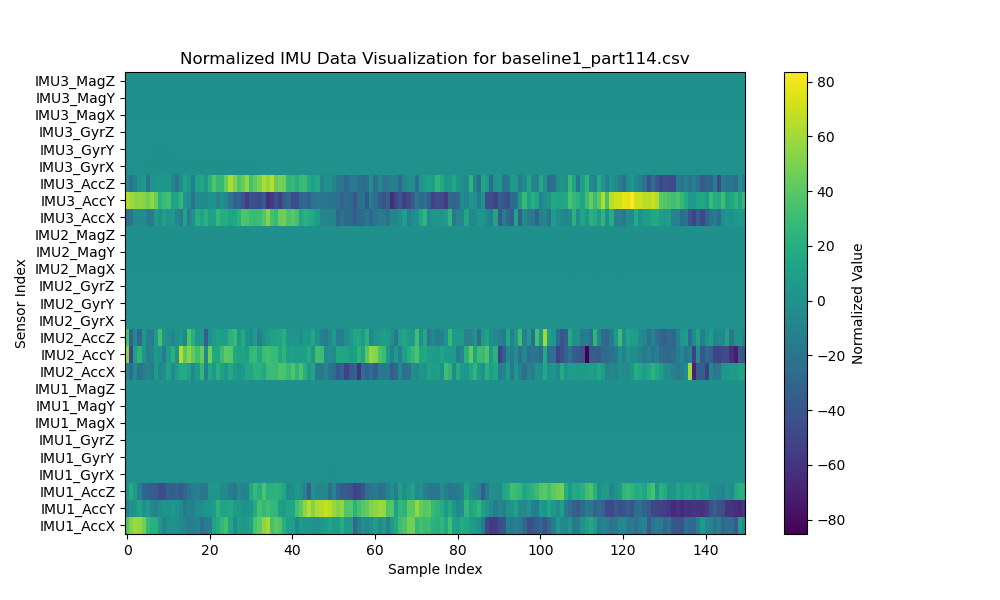 Normalized IMU Data Visualization for baseline1_part114.csv
IMU3_MagZ
IMU3_MagY
IMU3_MagX
IMU3_GyrZ
IMU3_GyrY
IMU3_GyrX
IMU3_AccZ
IMU3_AccY
IMU3_AccX
IMU2_MagZ
IMU2_MagY
IMU2_MagX
IMU2_GyrZ
IMU2_GyrY
IMU2_GyrX
IMU2_AccZ
IMU2_AccY
IMU2_AccX
IMU1_MagZ
IMU1_MagY
IMU1_MagX
IMU1_GyrZ
IMU1_GyrY
IMU1_GyrX
IMU1_AccZ
IMU1_AccY
IMU1_AccX
Sensor Index
0 20 40 60 80 100 120 140
Sample Index
80
60
40
20
0
−20
−40
−60
−80
Normalized Value